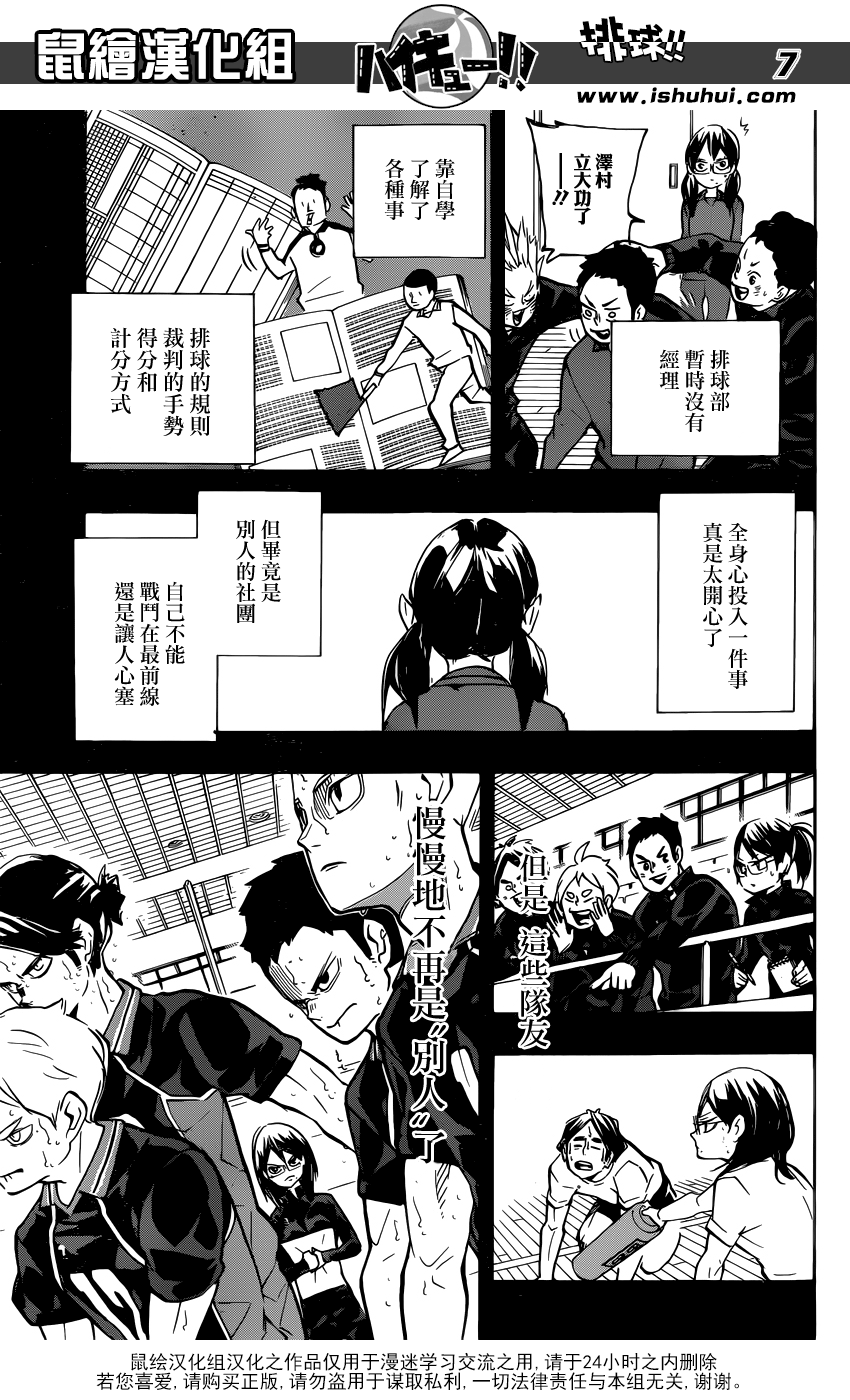 鼠繪漢化組
ハイキュー!!
排球!!
7
www.ishuhui.com
澤村
立大功了
——!!
排球部
暫時沒有
經理
靠自學
了解了
各種事
排球的規則
裁判的手勢
得分和
計分方式
全身心投入一件事
真是太開心了
但畢竟是
別人的社團
自己不能
戰鬥在最前線
還是讓人心塞
但是 這些隊友
慢慢地不再是“別人”了
鼠绘汉化组汉化之作品仅用于漫迷学习交流之用, 请于24小时之内删除
若您喜爱, 请购买正版, 请勿盗用于谋取私利, 一切法律责任与本组无关, 谢谢。